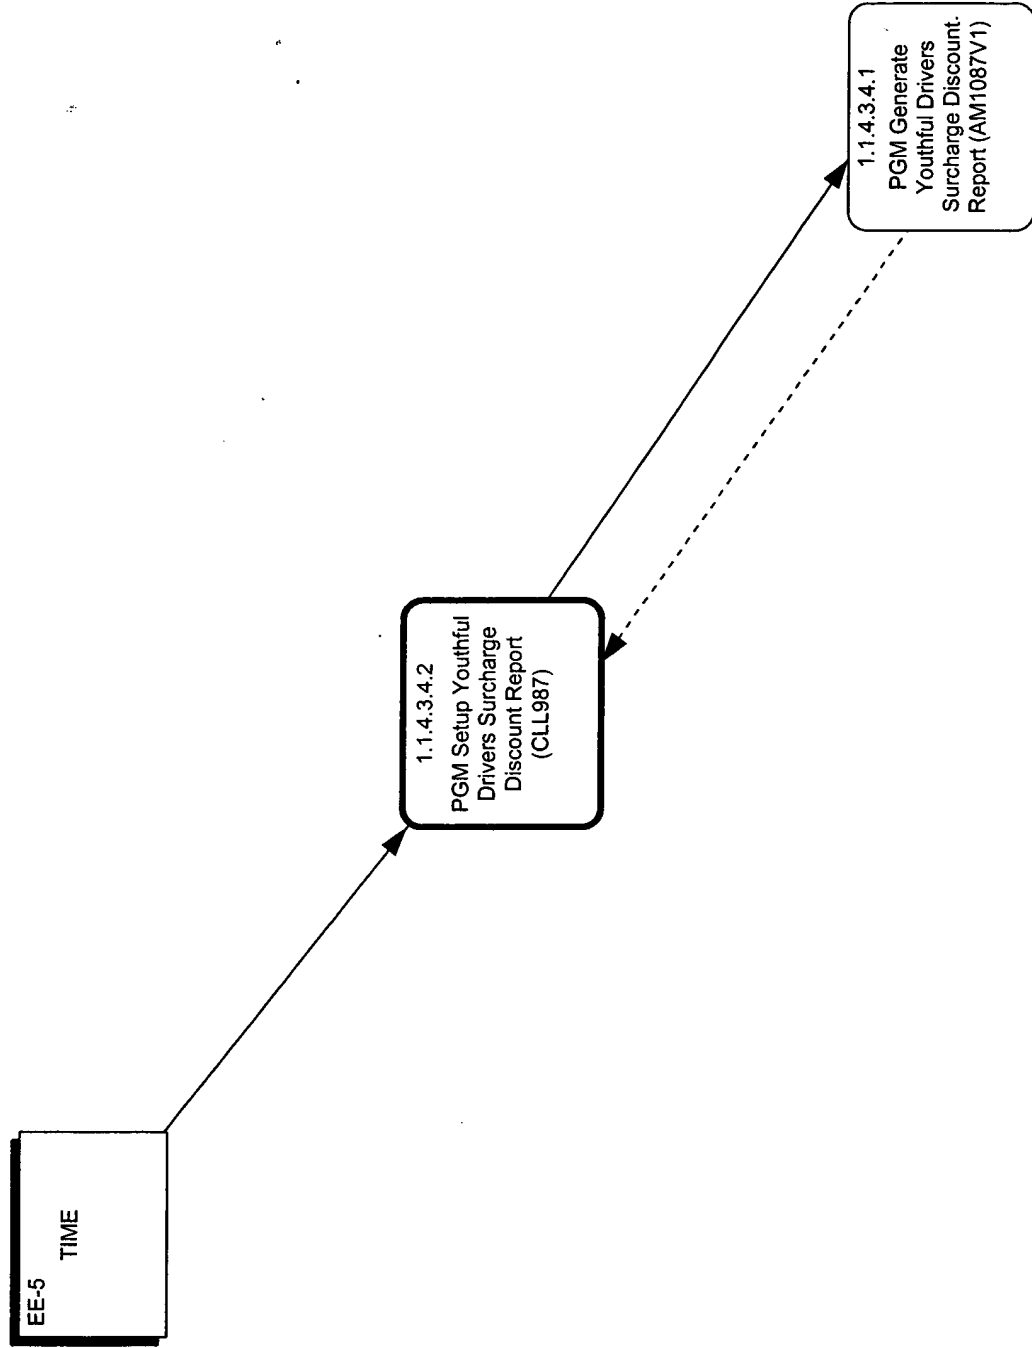 EE-5
TIME
1.1.4.3.4.2
PGM Setup Youthful
Drivers Surcharge
Discount Report
(CLL987)
1.1.4.3.4.1
PGM Generate
Youthful Drivers
Surcharge Discount.
Report (AM1087V1)